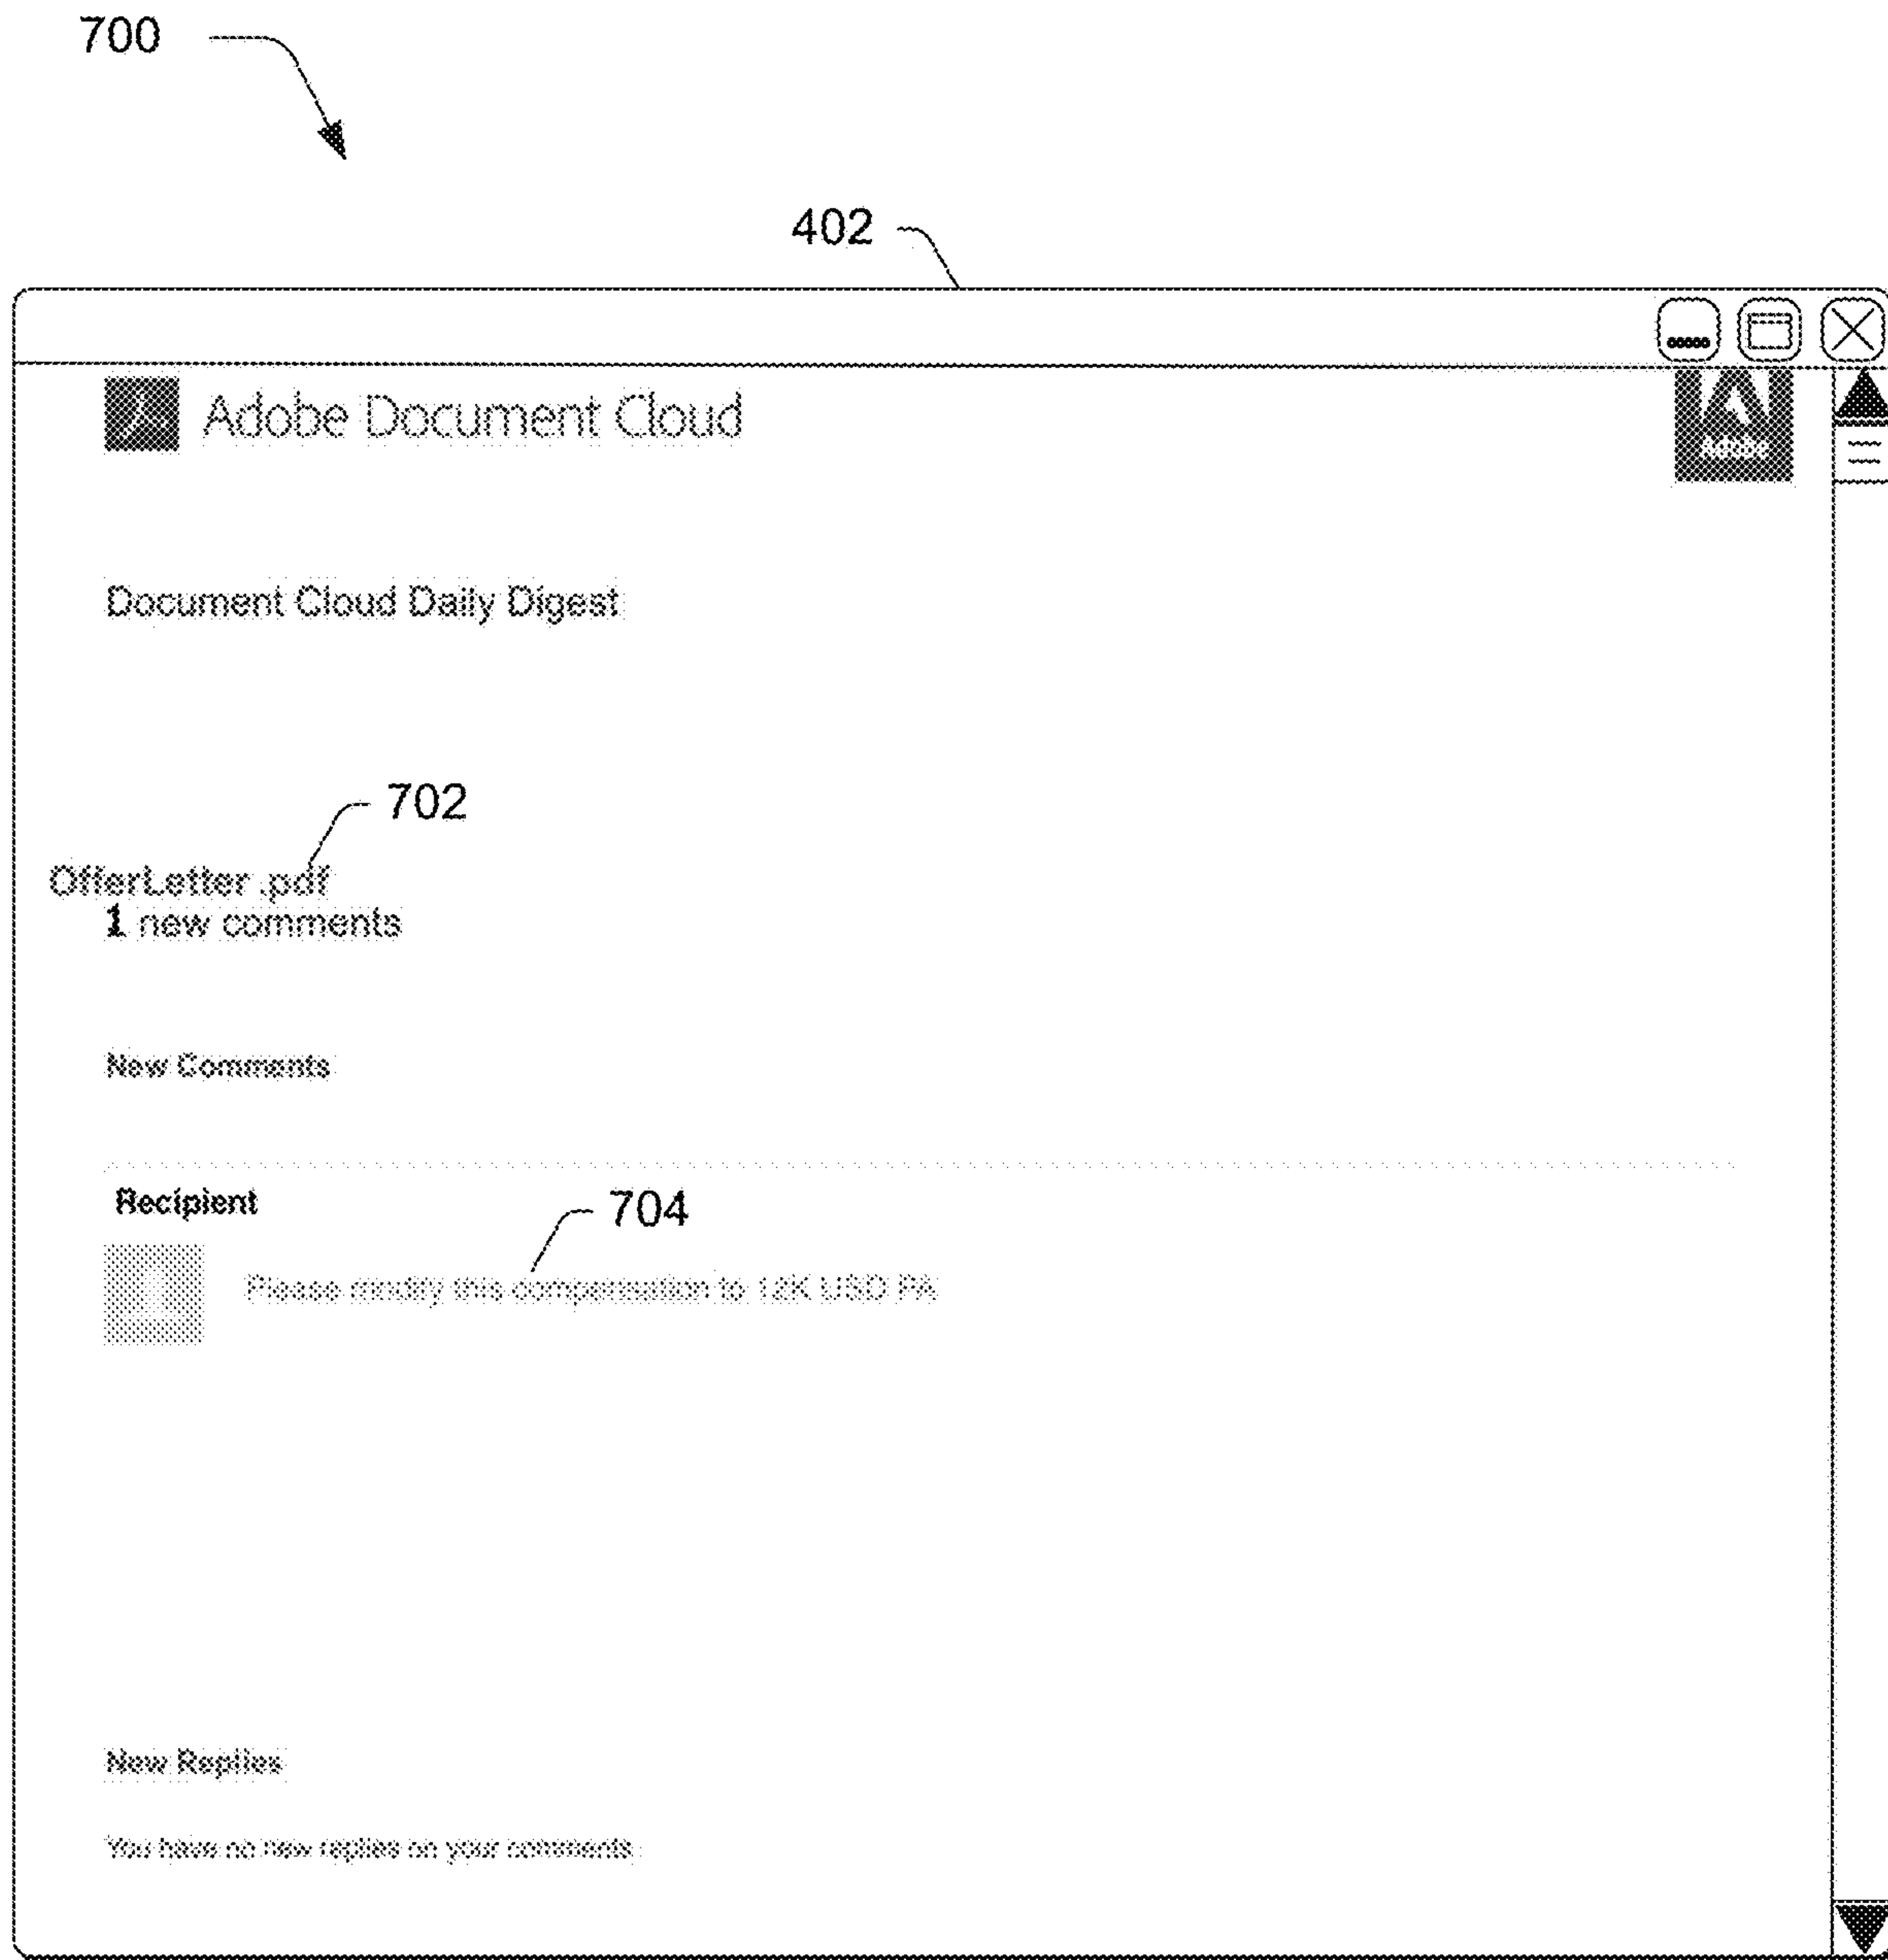 700
402
Adobe Document Cloud
Adobe
Document Cloud Daily Digest
702
OfferLetter .pdf
1 new comments
New Comments
Recipient
704
Please modify this compensation to 12K USD PA
New Replies
You have no new replies on your comments